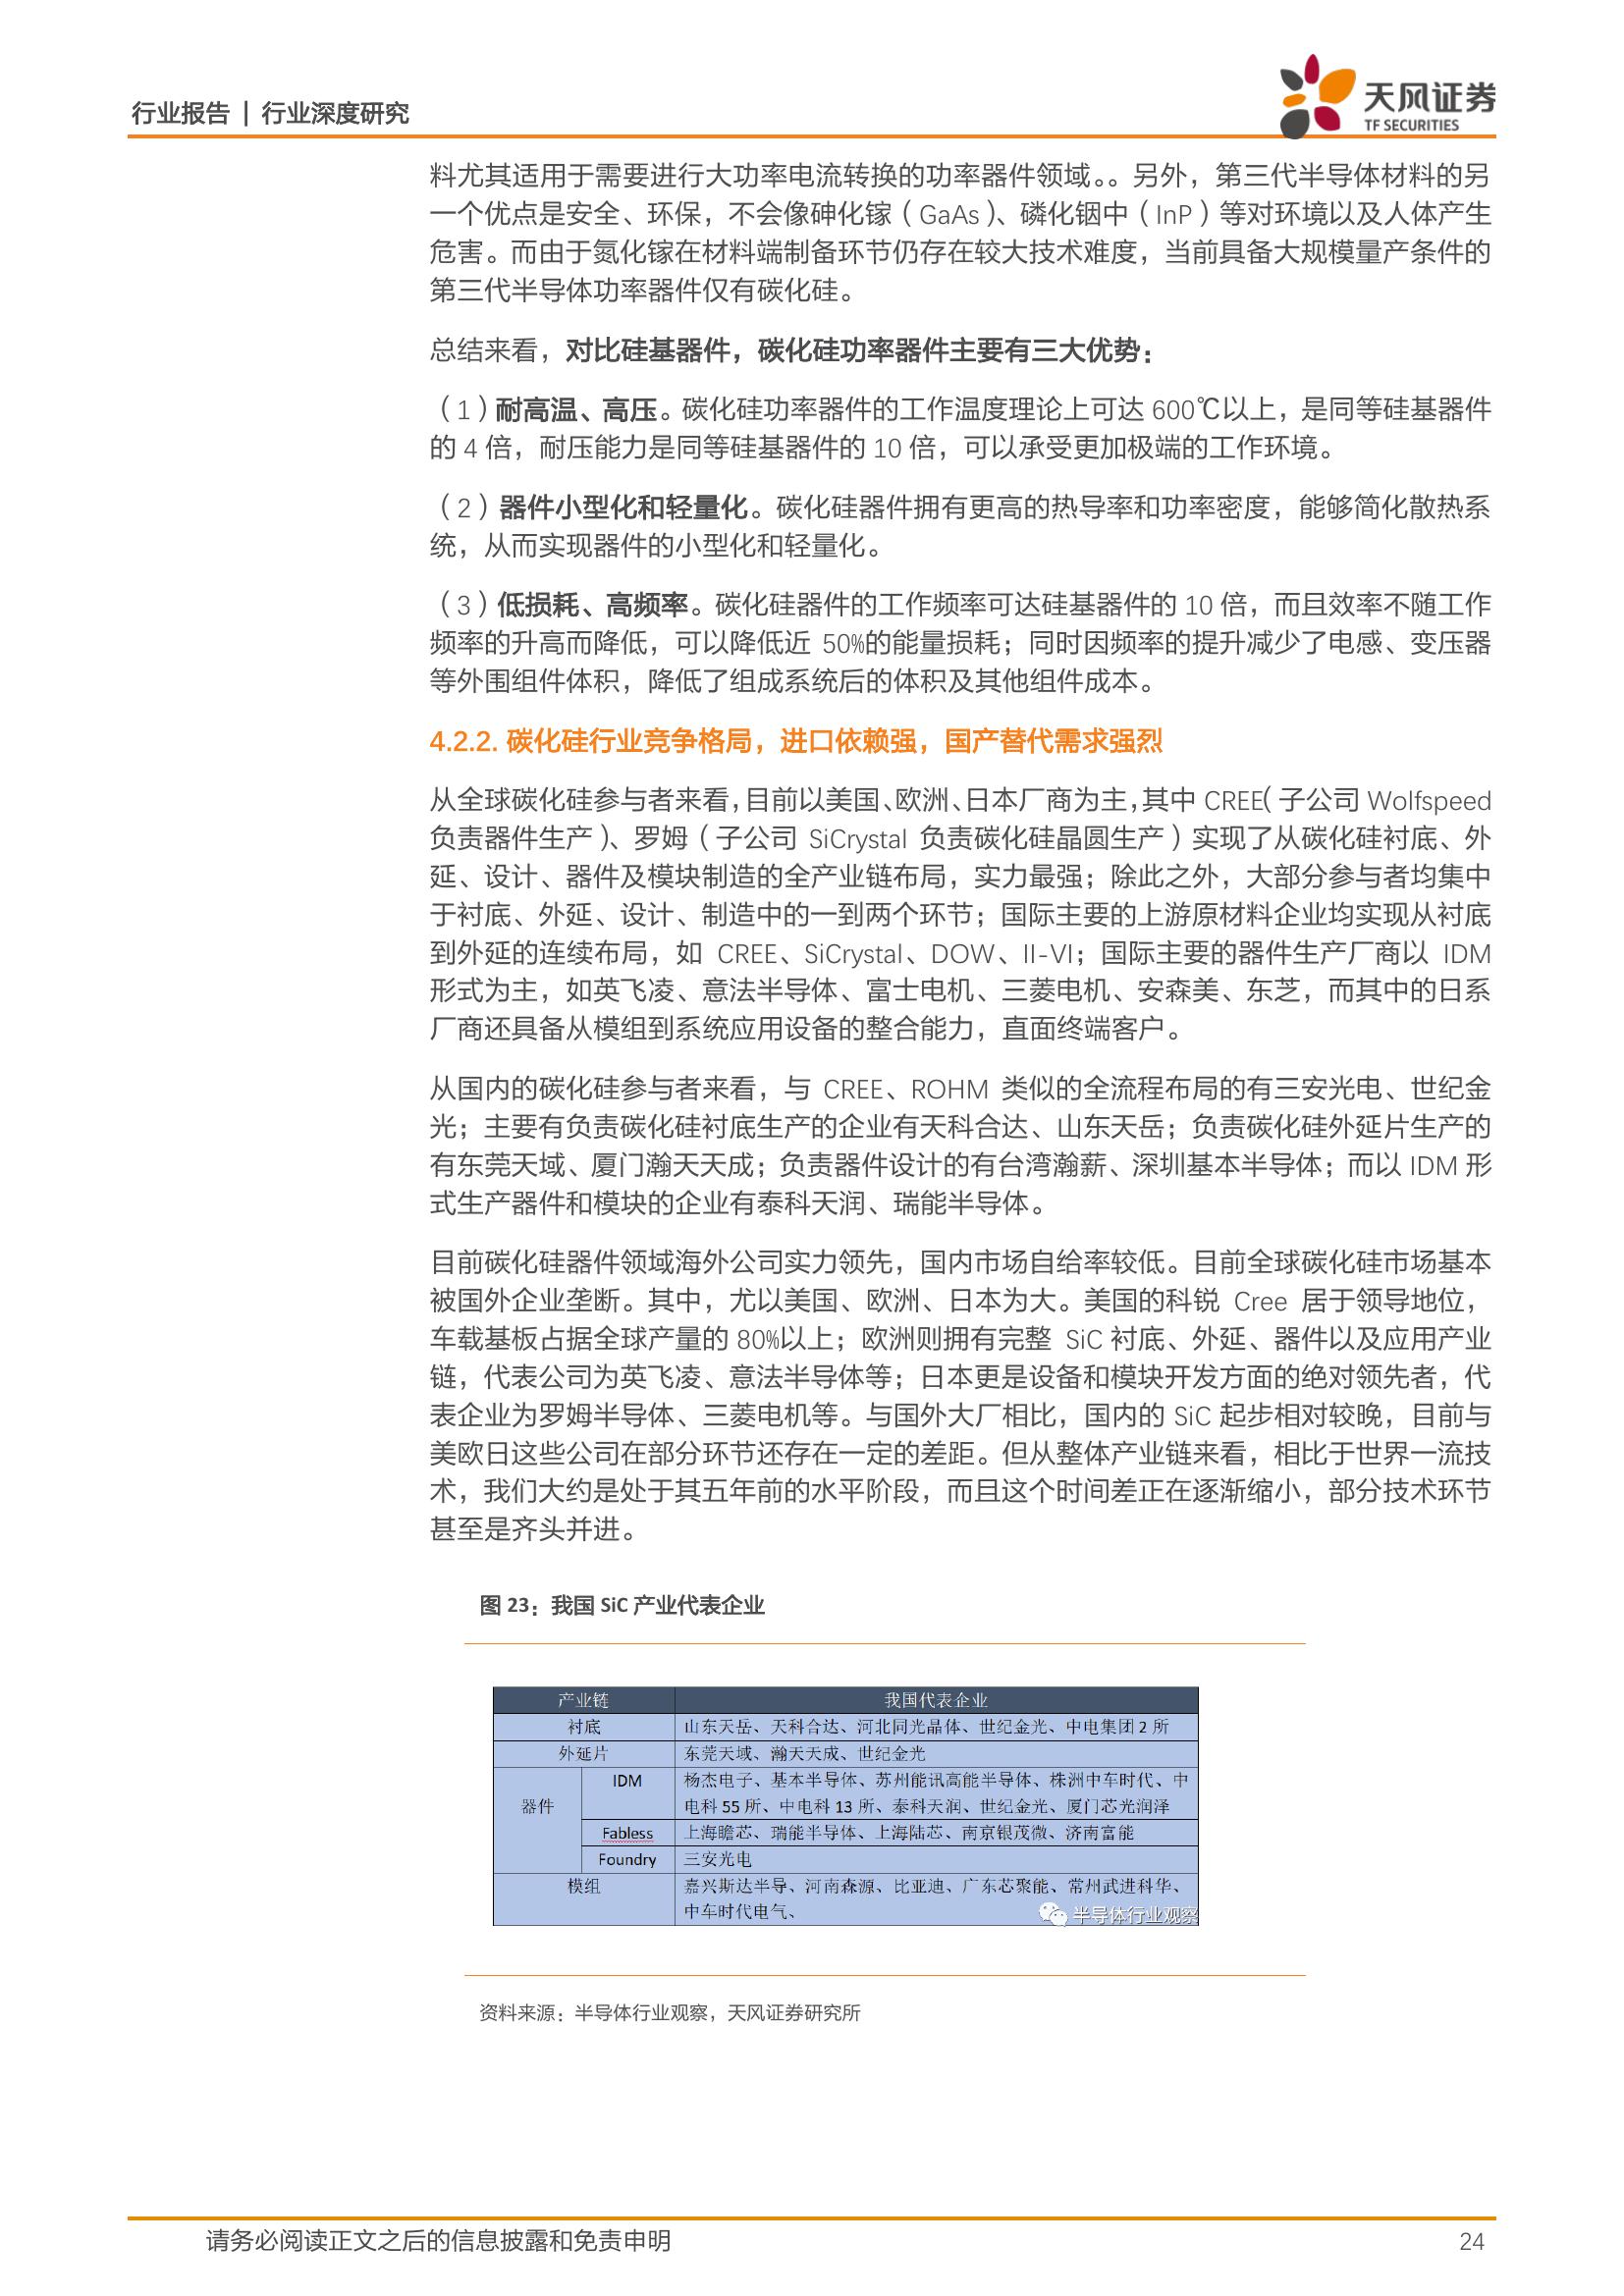 行业报告 | 行业深度研究
天风证券
TF SECURITIES
料尤其适用于需要进行大功率电流转换的功率器件领域。。另外，第三代半导体材料的另
一个优点是安全、环保，不会像砷化镓（GaAs）、磷化铟中（InP）等对环境以及人体产生
危害。而由于氮化镓在材料端制备环节仍存在较大技术难度，当前具备大规模量产条件的
第三代半导体功率器件仅有碳化硅。
总结来看，对比硅基器件，碳化硅功率器件主要有三大优势：
（1）耐高温、高压。碳化硅功率器件的工作温度理论上可达 600℃以上，是同等硅基器件
的 4 倍，耐压能力是同等硅基器件的 10 倍，可以承受更加极端的工作环境。
（2）器件小型化和轻量化。碳化硅器件拥有更高的热导率和功率密度，能够简化散热系
统，从而实现器件的小型化和轻量化。
（3）低损耗、高频率。碳化硅器件的工作频率可达硅基器件的 10 倍，而且效率不随工作
频率的升高而降低，可以降低近 50%的能量损耗；同时因频率的提升减少了电感、变压器
等外围组件体积，降低了组成系统后的体积及其他组件成本。
4.2.2. 碳化硅行业竞争格局，进口依赖强，国产替代需求强烈
从全球碳化硅参与者来看，目前以美国、欧洲、日本厂商为主，其中 CREE（子公司 Wolfspeed
负责器件生产）、罗姆（子公司 SiCrystal 负责碳化硅晶圆生产）实现了从碳化硅衬底、外
延、设计、器件及模块制造的全产业链布局，实力最强；除此之外，大部分参与者均集中
于衬底、外延、设计、制造中的一到两个环节；国际主要的上游原材料企业均实现从衬底
到外延的连续布局，如 CREE、SiCrystal、DOW、II-VI；国际主要的器件生产厂商以 IDM
形式为主，如英飞凌、意法半导体、富士电机、三菱电机、安森美、东芝，而其中的日系
厂商还具备从模组到系统应用设备的整合能力，直面终端客户。
从国内的碳化硅参与者来看，与 CREE、ROHM 类似的全流程布局的有三安光电、世纪金
光；主要有负责碳化硅衬底生产的企业有天科合达、山东天岳；负责碳化硅外延片生产的
有东莞天域、厦门瀚天天成；负责器件设计的有台湾瀚薪、深圳基本半导体；而以 IDM 形
式生产器件和模块的企业有泰科天润、瑞能半导体。
目前碳化硅器件领域海外公司实力领先，国内市场自给率较低。目前全球碳化硅市场基本
被国外企业垄断。其中，尤以美国、欧洲、日本为大。美国的科锐 Cree 居于领导地位，
车载基板占据全球产量的 80%以上；欧洲则拥有完整 SiC 衬底、外延、器件以及应用产业
链，代表公司为英飞凌、意法半导体等；日本更是设备和模块开发方面的绝对领先者，代
表企业为罗姆半导体、三菱电机等。与国外大厂相比，国内的 SiC 起步相对较晚，目前与
美欧日这些公司在部分环节还存在一定的差距。但从整体产业链来看，相比于世界一流技
术，我们大约是处于其五年前的水平阶段，而且这个时间差正在逐渐缩小，部分技术环节
甚至是齐头并进。
图 23：我国 SiC 产业代表企业
产业链 我国代表企业
衬底 山东天岳、天科合达、河北同光晶体、世纪金光、中电集团 2 所
外延片 东莞天域、瀚天天成、世纪金光
器件 IDM 杨杰电子、基本半导体、苏州能讯高能半导体、株洲中车时代、中
电科 55 所、中电科 13 所、泰科天润、世纪金光、厦门芯光润泽
Fabless 上海瞻芯、瑞能半导体、上海陆芯、南京银茂微、济南富能
Foundry 三安光电
模组 嘉兴斯达半导、河南森源、比亚迪、广东芯聚能、常州武进科华、
中车时代电气、
半导体行业观察
资料来源：半导体行业观察，天风证券研究所
请务必阅读正文之后的信息披露和免责申明
24